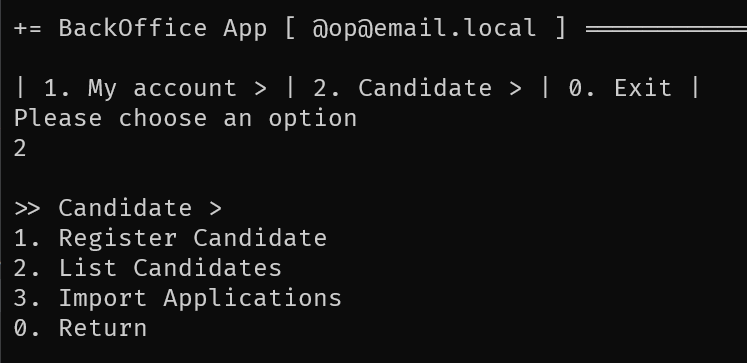 += BackOffice App [ @op@email.local ] ==============
| 1. My account > | 2. Candidate > | 0. Exit |
Please choose an option
2
>> Candidate >
1. Register Candidate
2. List Candidates
3. Import Applications
0. Return